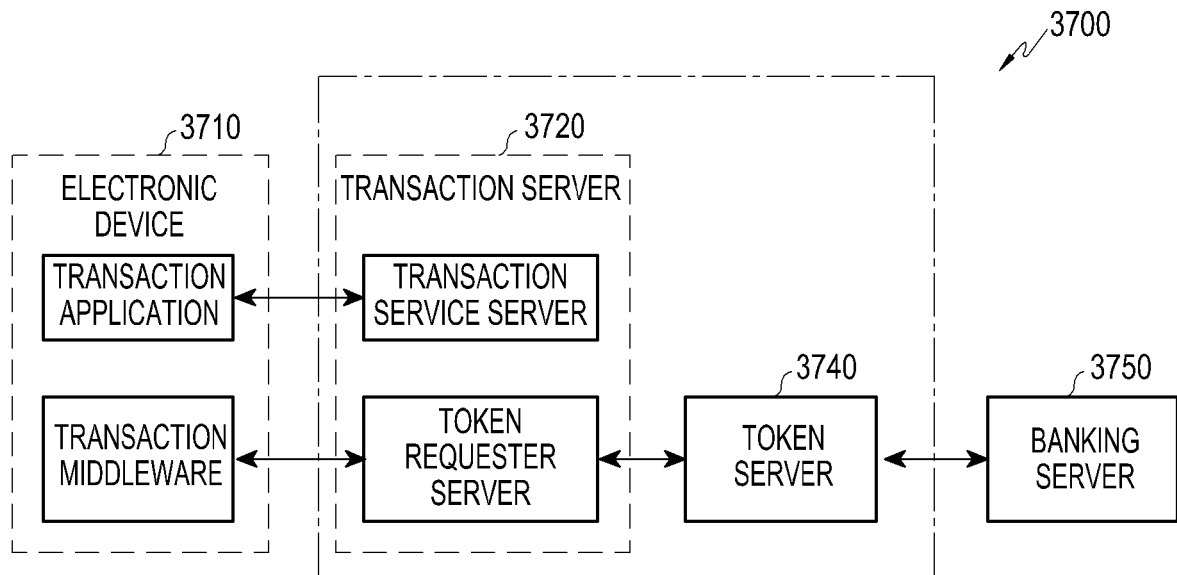 3700
3710
3720
ELECTRONIC
DEVICE
TRANSACTION SERVER
TRANSACTION
APPLICATION
TRANSACTION
SERVICE SERVER
3740
3750
TRANSACTION
MIDDLEWARE
TOKEN
REQUESTER
SERVER
TOKEN
SERVER
BANKING
SERVER